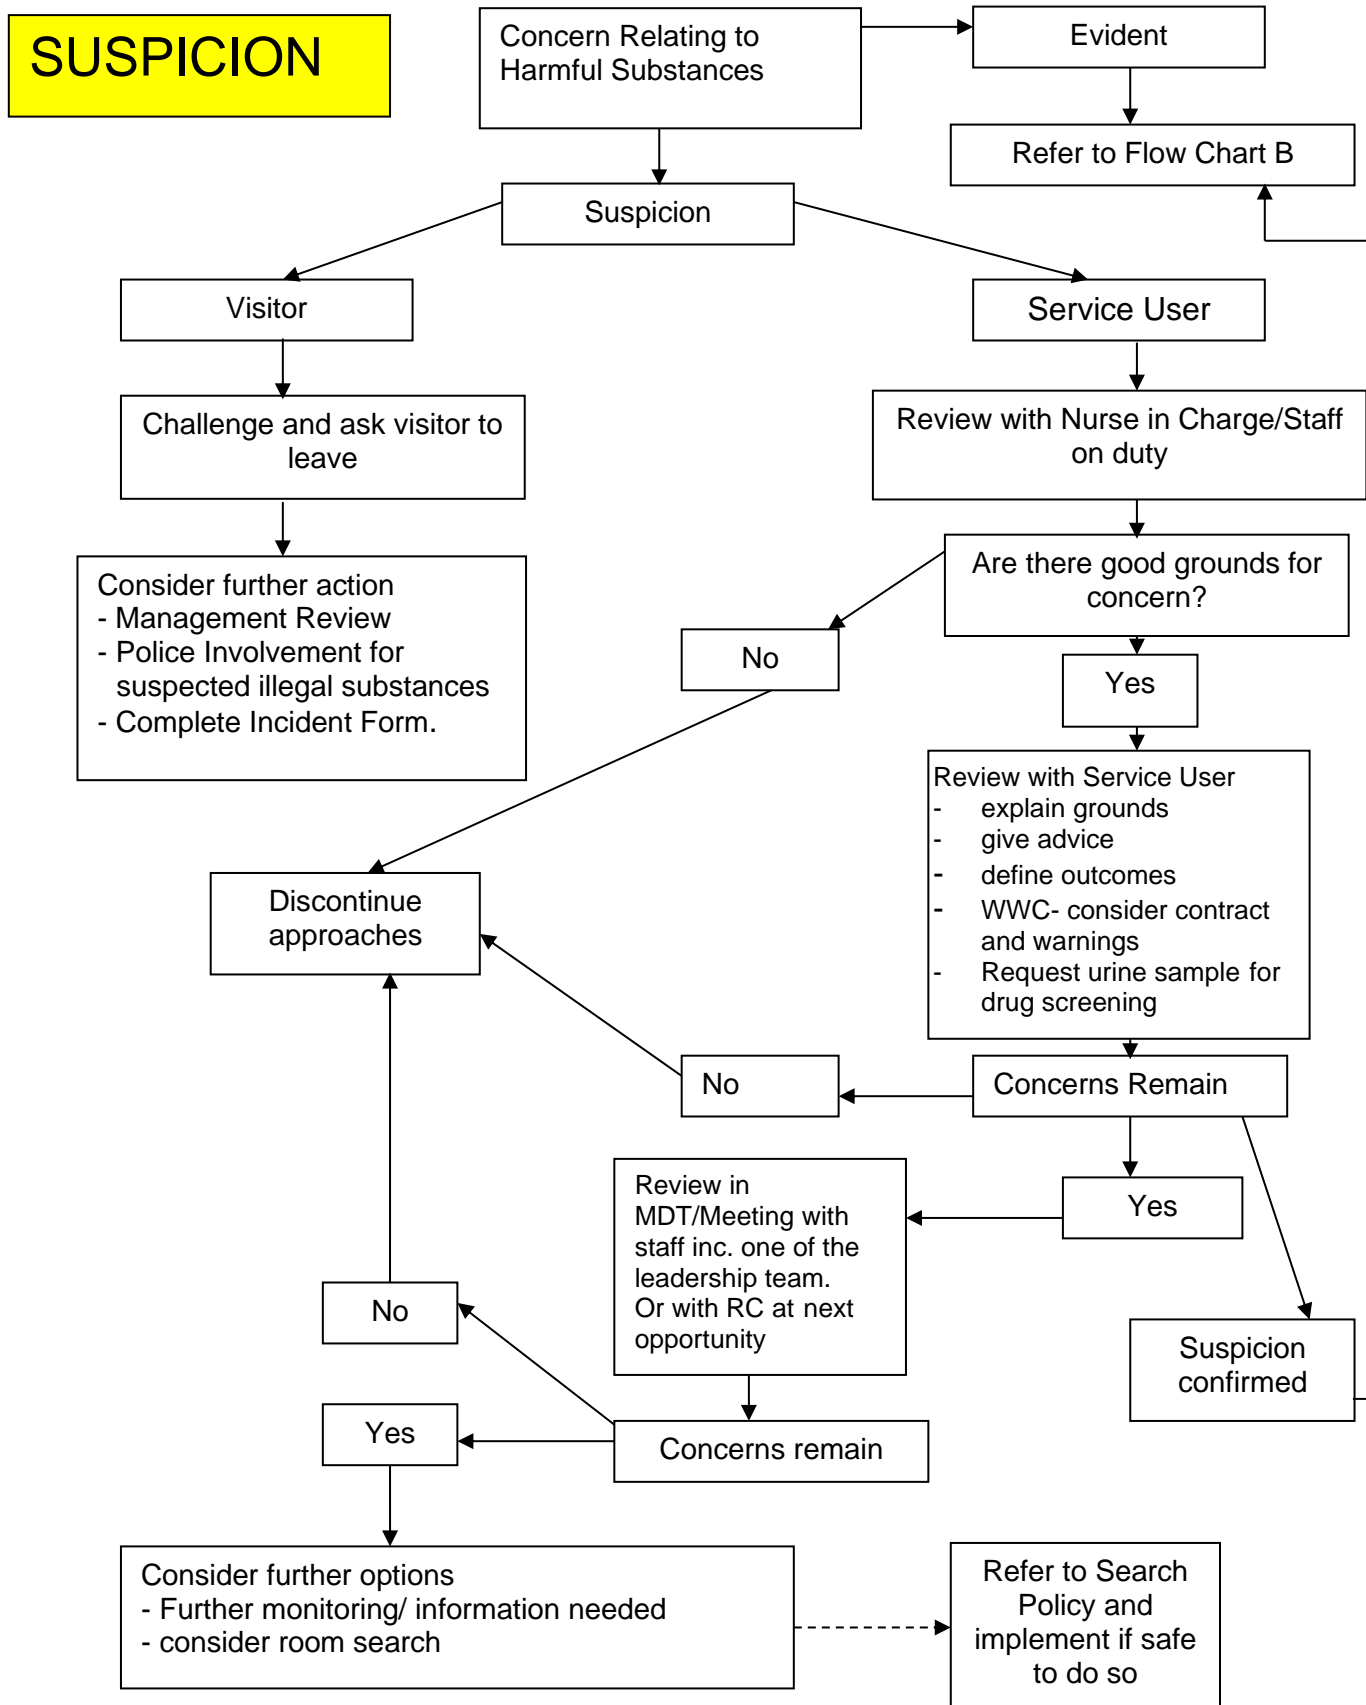 SUSPICION
Concern Relating to
Harmful Substances
Evident
Refer to Flow Chart B
Suspicion
Visitor
Service User
Challenge and ask visitor to
leave
Review with Nurse in Charge/Staff
on duty
Consider further action
- Management Review
- Police Involvement for
suspected illegal substances
- Complete Incident Form.
Are there good grounds for
concern?
No
Yes
Review with Service User
- explain grounds
- give advice
- define outcomes
- WWC- consider contract
and warnings
- Request urine sample for
drug screening
Discontinue
approaches
No
Concerns Remain
Review in
MDT/Meeting with
staff inc. one of the
leadership team.
Or with RC at next
opportunity
Yes
No
Suspicion
confirmed
Yes
Concerns remain
Consider further options
- Further monitoring/ information needed
- consider room search
Refer to Search
Policy and
implement if safe
to do so